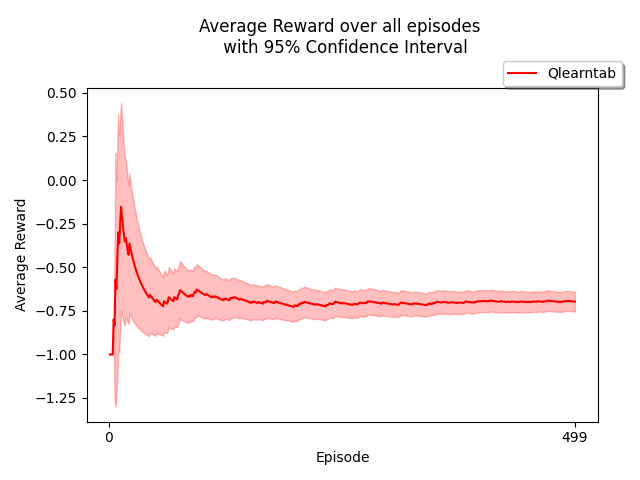 Average Reward over all episodes
with 95% Confidence Interval
Qlearntab
0.50
0.25
0.00
−0.25
−0.50
−0.75
−1.00
−1.25
Average Reward
0
499
Episode